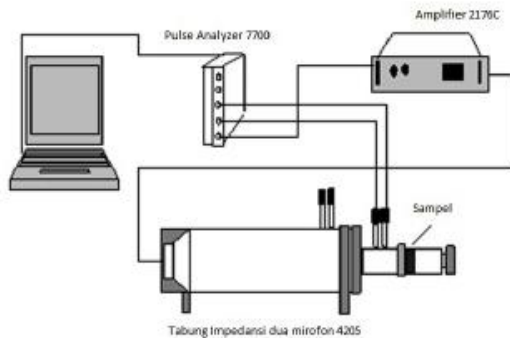 Amplifier 2176C
Pulse Analyzer 7700
Sampel
Tabung Impedansi dua mirofon 4205